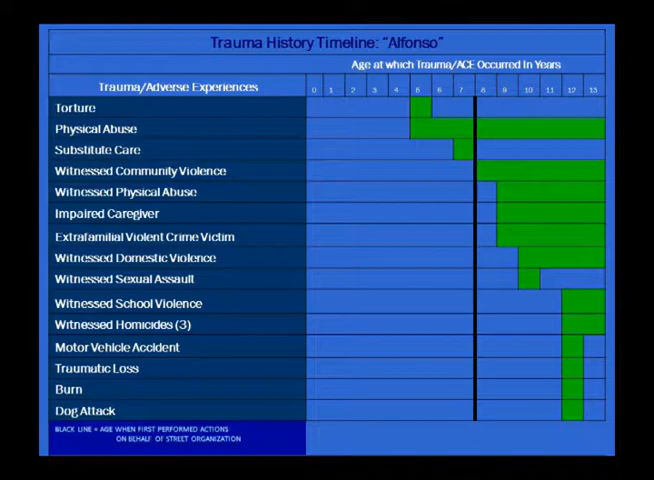 Trauma History Timeline: “Alfonso”
Age at which Trauma/ACE Occurred In Years
Trauma/Adverse Experiences 0 1 2 3 4 5 6 7 8 9 10 11 12 13
Torture
Physical Abuse
Substitute Care
Witnessed Community Violence
Witnessed Physical Abuse
Impaired Caregiver
Extrafamilial Violent Crime Victim
Witnessed Domestic Violence
Witnessed Sexual Assault
Witnessed School Violence
Witnessed Homicides (3)
Motor Vehicle Accident
Traumatic Loss
Burn
Dog Attack
BLACK LINE = AGE WHEN FIRST PERFORMED ACTIONS
ON BEHALF OF STREET ORGANIZATION